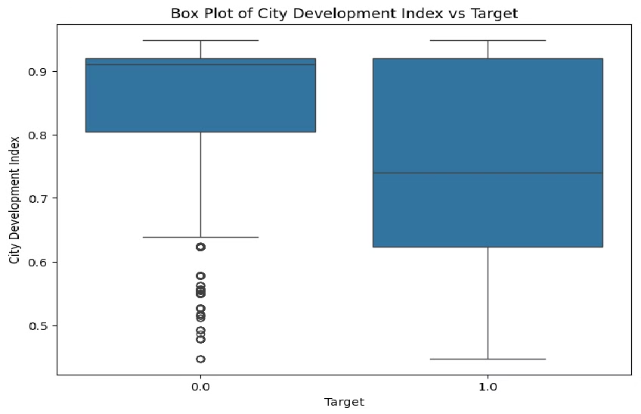 Box Plot of City Development Index vs Target
City Development Index
0.9
0.8
0.7
0.6
0.5
0.0
1.0
Target